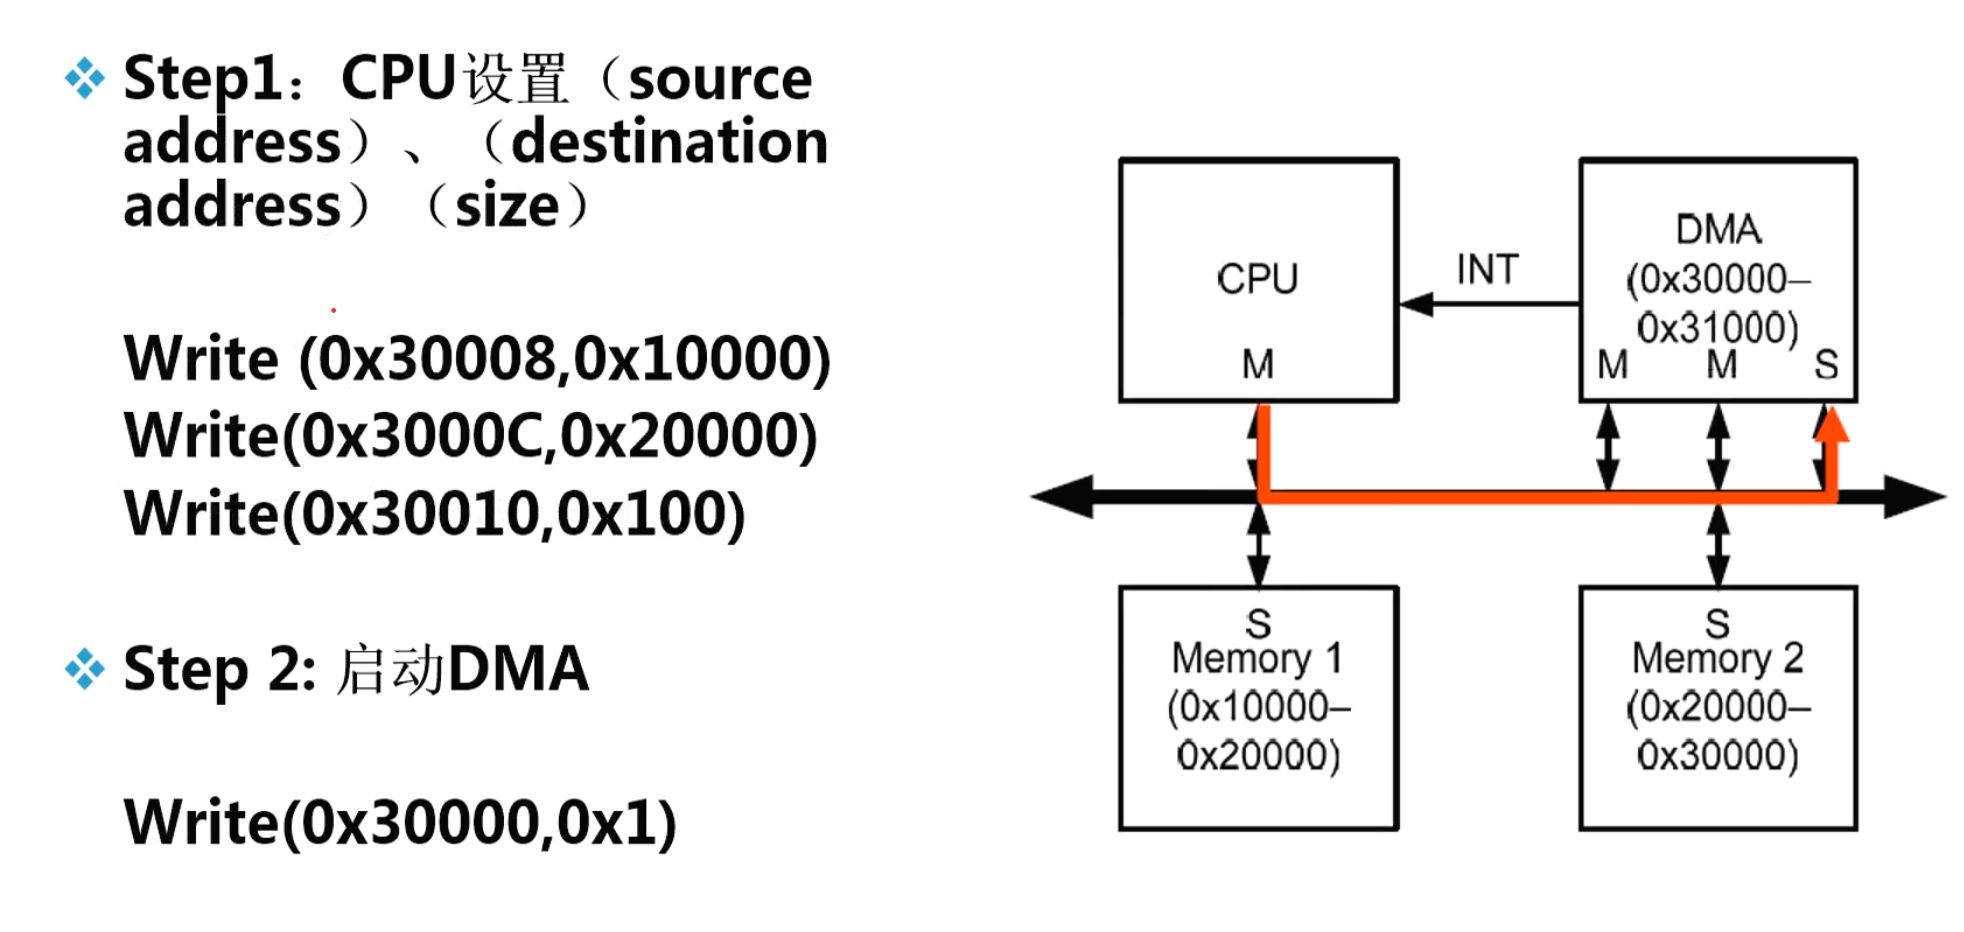 Step1：CPU设置（source
address）、（destination
address）（size）
Write (0x30008,0x10000)
Write(0x3000C,0x20000)
Write(0x30010,0x100)
Step 2: 启动DMA
Write(0x30000,0x1)
CPU
M
INT
DMA
(0x30000–
0x31000)
M M S
S
Memory 1
(0x10000–
0x20000)
S
Memory 2
(0x20000–
0x30000)